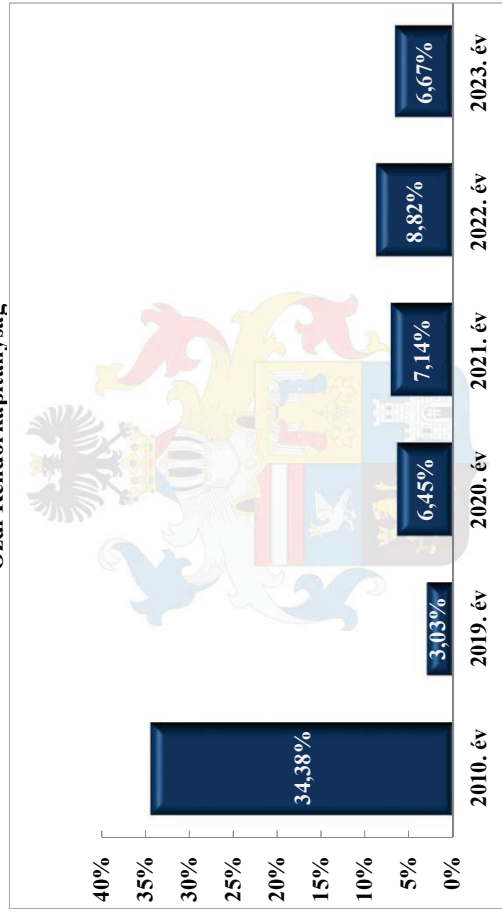 Ózdi Rendőrkapitányság
40%
35%
30%
25%
20%
15%
10%
5%
0%
34,38%
3,03%
6,45%
7,14%
8,82%
6,67%
2010. év
2019. év
2020. év
2021. év
2022. év
2023. év